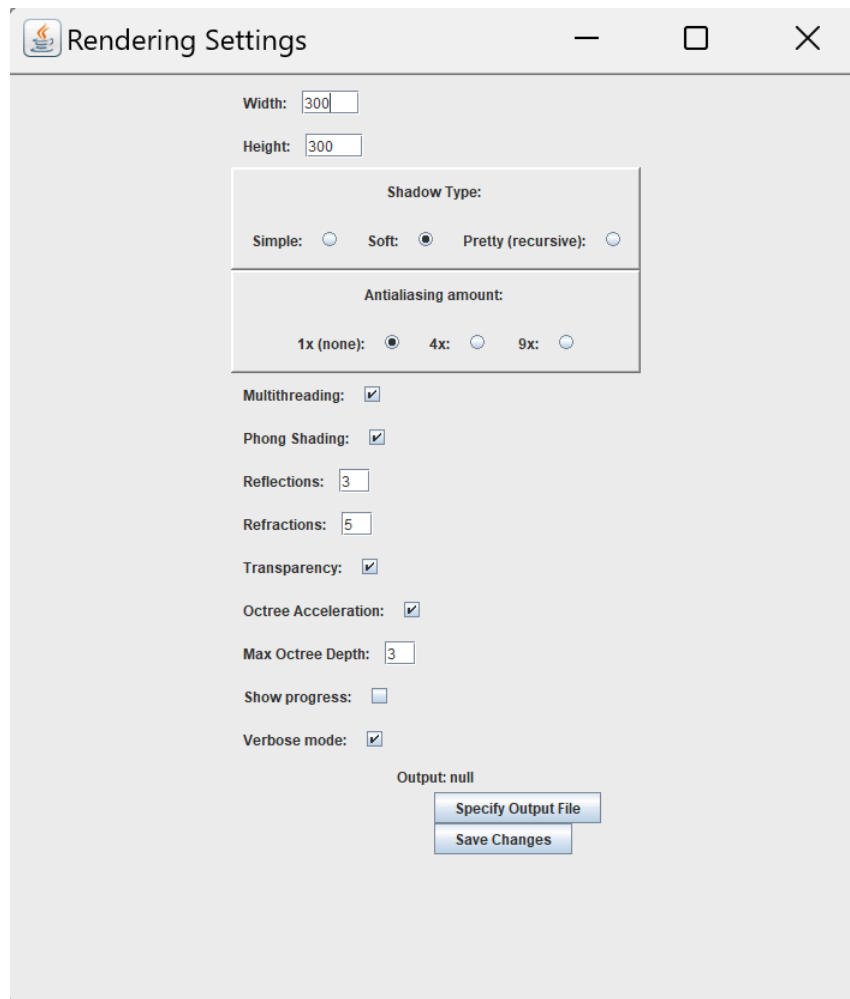 Rendering Settings
Width: 300
Height: 300
Shadow Type:
Simple: Soft: Pretty (recursive):
Antialiasing amount:
1x (none): 4x: 9x:
Multithreading:
Phong Shading:
Reflections: 3
Refractions: 5
Transparency:
Octree Acceleration:
Max Octree Depth: 3
Show progress:
Verbose mode:
Output: null
Specify Output File
Save Changes